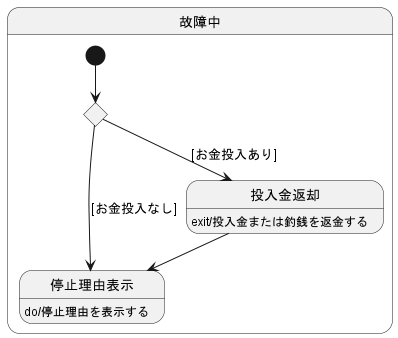 故障中
[お金投入あり]
投入金返却
exit/投入金または釣銭を返金する
[お金投入なし]
停止理由表示
do/停止理由を表示する